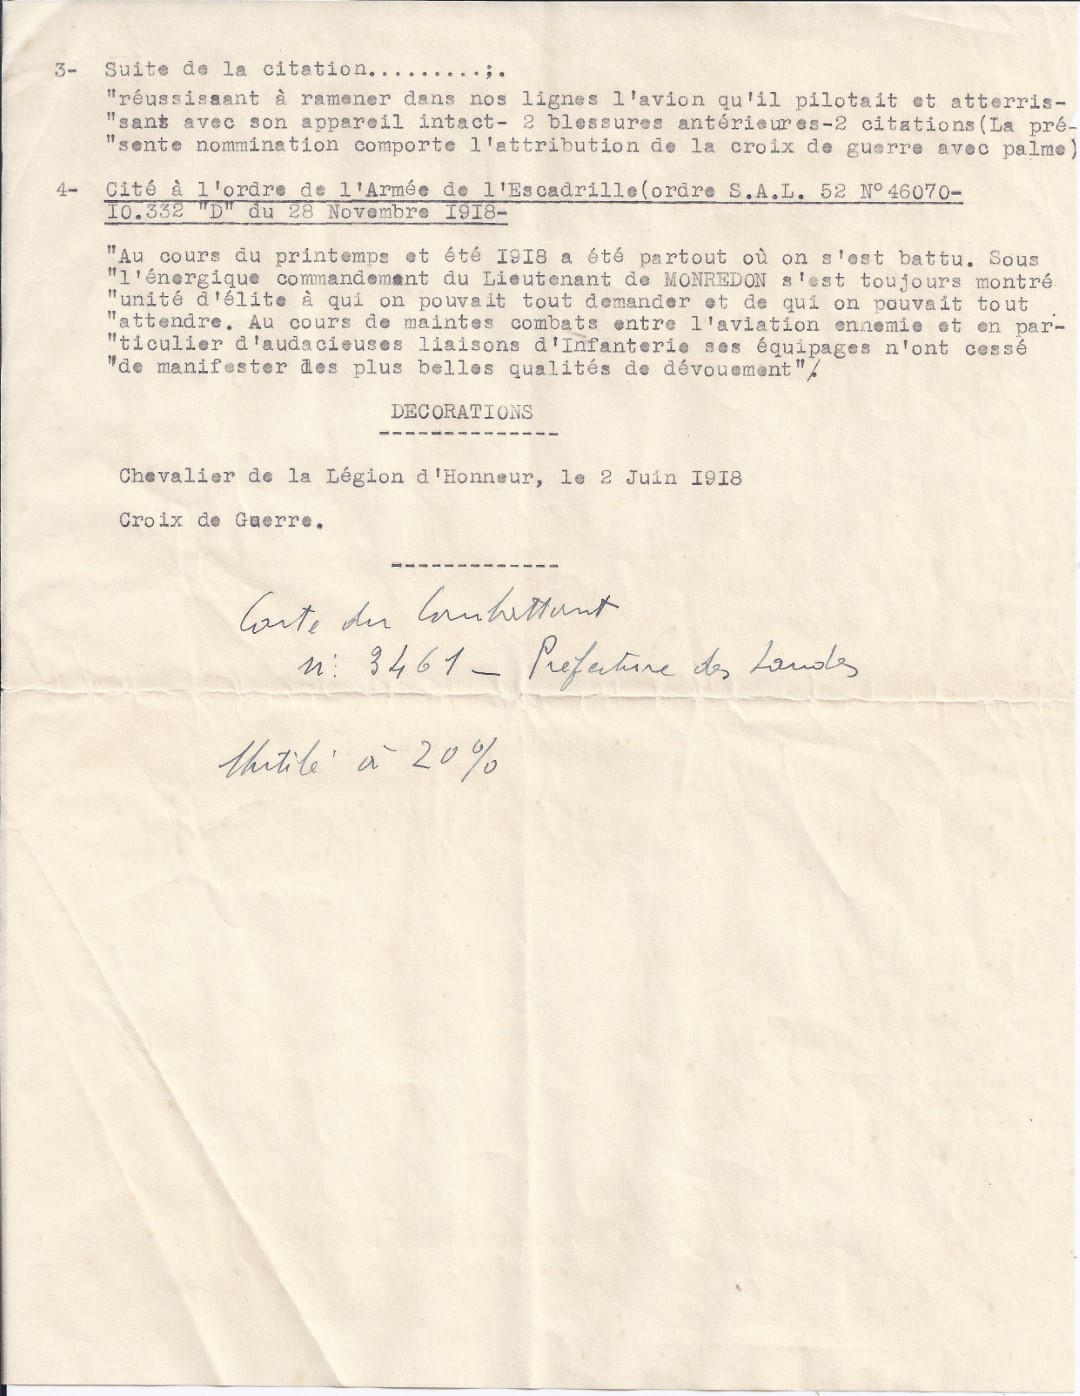 3- Suite de la citation..........;.
"réussisaant à ramener dans nos lignes l'avion qu'il pilotait et atterris-
"sant avec son appareil intact- 2 blessures antérieures-2 citations(La pré-
"sente nommination comporte l'attribution de la croix de guerre avec palme)
4- Cité à l'ordre de l'Armée de l'Escadrille(ordre S.A.L. 52 N°46070-
I0.332 "D" du 28 Novembre I9I8-
"Au cours du printemps et été I9I8 a été partout où on s'est battu. Sous
"l'énergique commandement du Lieutenant de MONREDON s'est toujours montré
"unité d'élite à qui on pouvait tout demander et de qui on pouvait tout
"attendre. Au cours de maintes combats entre l'aviation ennemie et en par-
"ticulier d'audacieuses liaisons d'Infanterie ses équipages n'ont cessé
"de manifester des plus belles qualités de dévouement"/.
DECORATIONS
--------------
Chevalier de la Légion d'Honneur, le 2 Juin I9I8
Croix de Guerre.
-------------
Carte du Combattant
n: 3461 - Préfecture des Landes
Mutilé à 20%